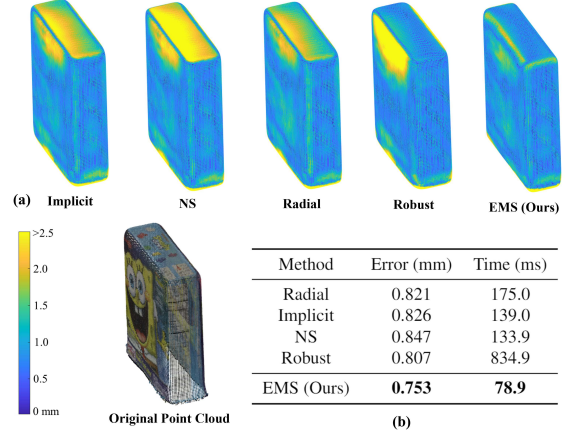 (a) Implicit NS Radial Robust EMS (Ours)
>2.5
2.0
1.5
1.0
0.5
0 mm
Original Point Cloud
Method Error (mm) Time (ms)
Radial 0.821 175.0
Implicit 0.826 139.0
NS 0.847 133.9
Robust 0.807 834.9
EMS (Ours) 0.753 78.9
(b)